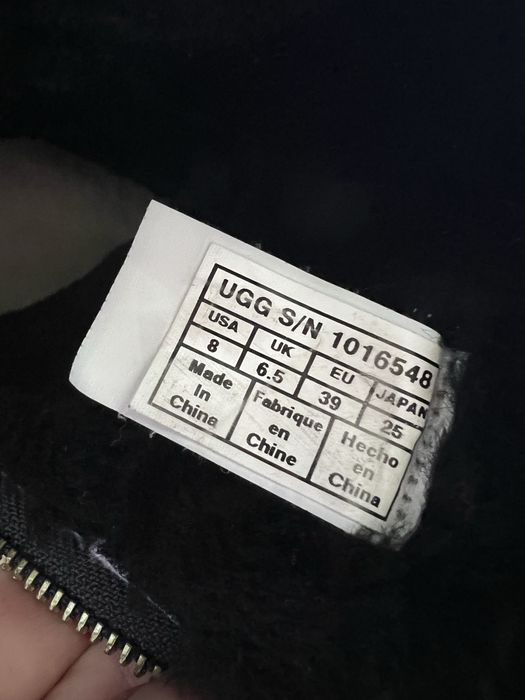 UGG S/N 1016548
USA UK EU JAPAN
8 6.5 39 25
Made Fabrique Hecho
In en en
China Chine China